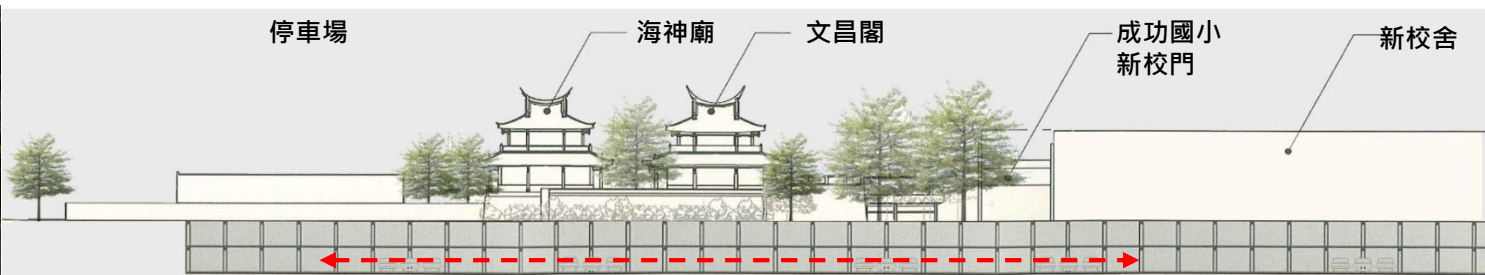 停車場
海神廟
文昌閣
成功國小
新校門
新校舍